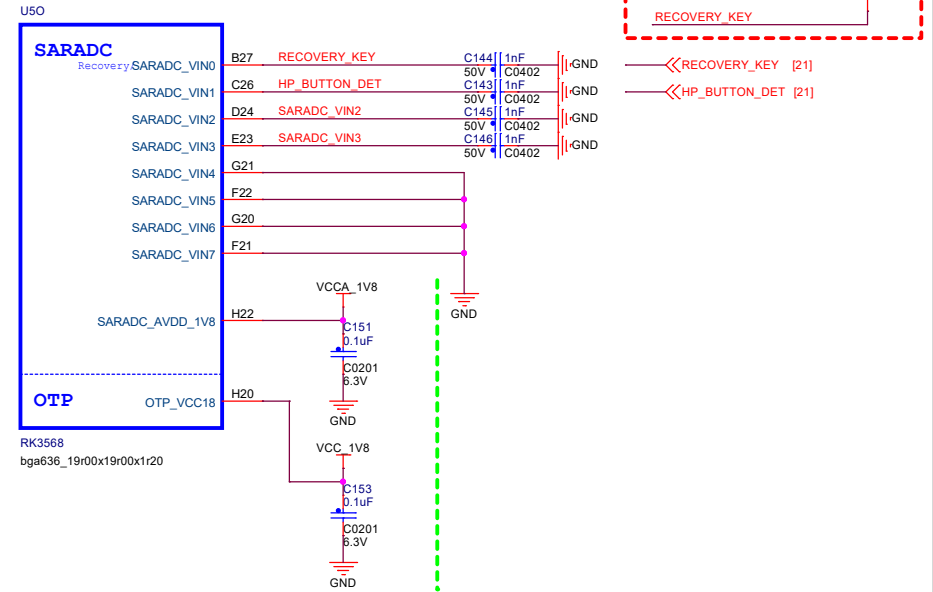 U5O
RECOVERY_KEY
SARADC
Recovery/SARADC_VIN0 B27 RECOVERY_KEY C144 1nF GND RECOVERY_KEY [21]
50V C0402
SARADC_VIN1 C26 HP_BUTTON_DET C143 1nF GND HP_BUTTON_DET [21]
50V C0402
SARADC_VIN2 D24 SARADC_VIN2 C145 1nF GND
50V C0402
SARADC_VIN3 E23 SARADC_VIN3 C146 1nF GND
50V C0402
SARADC_VIN4 G21
SARADC_VIN5 F22
SARADC_VIN6 G20
SARADC_VIN7 F21
VCCA_1V8
GND
SARADC_AVDD_1V8 H22
C151
0.1uF
C0201
6.3V
GND
OTP OTP_VCC18 H20
RK3568
bga636_19r00x19r00x1r20
VCC_1V8
C153
0.1uF
C0201
6.3V
GND